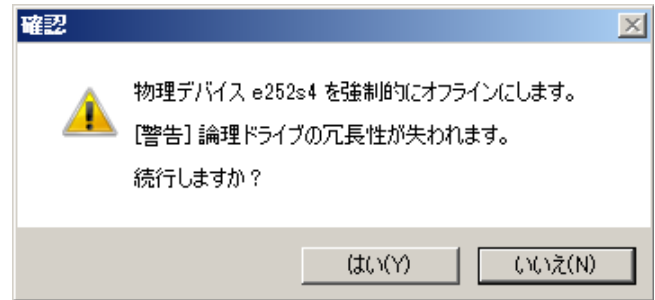 確認
物理デバイス e252s4 を強制的にオフラインにします。
[警告] 論理ドライブの冗長性が失われます。
続行しますか？
はい(Y)
いいえ(N)